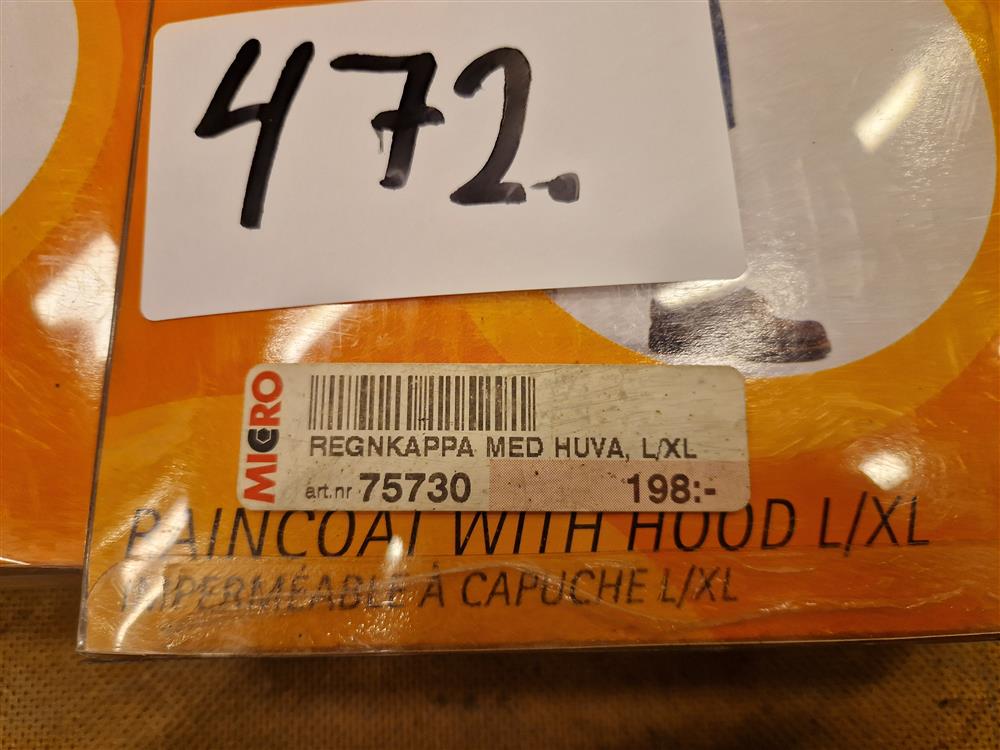 472.
MICRO
REGNKAPPA MED HUVA, L/XL
art.nr 75730 198:-
RAINCOAT WITH HOOD L/XL
IMPERMÉABLE À CAPUCHE L/XL